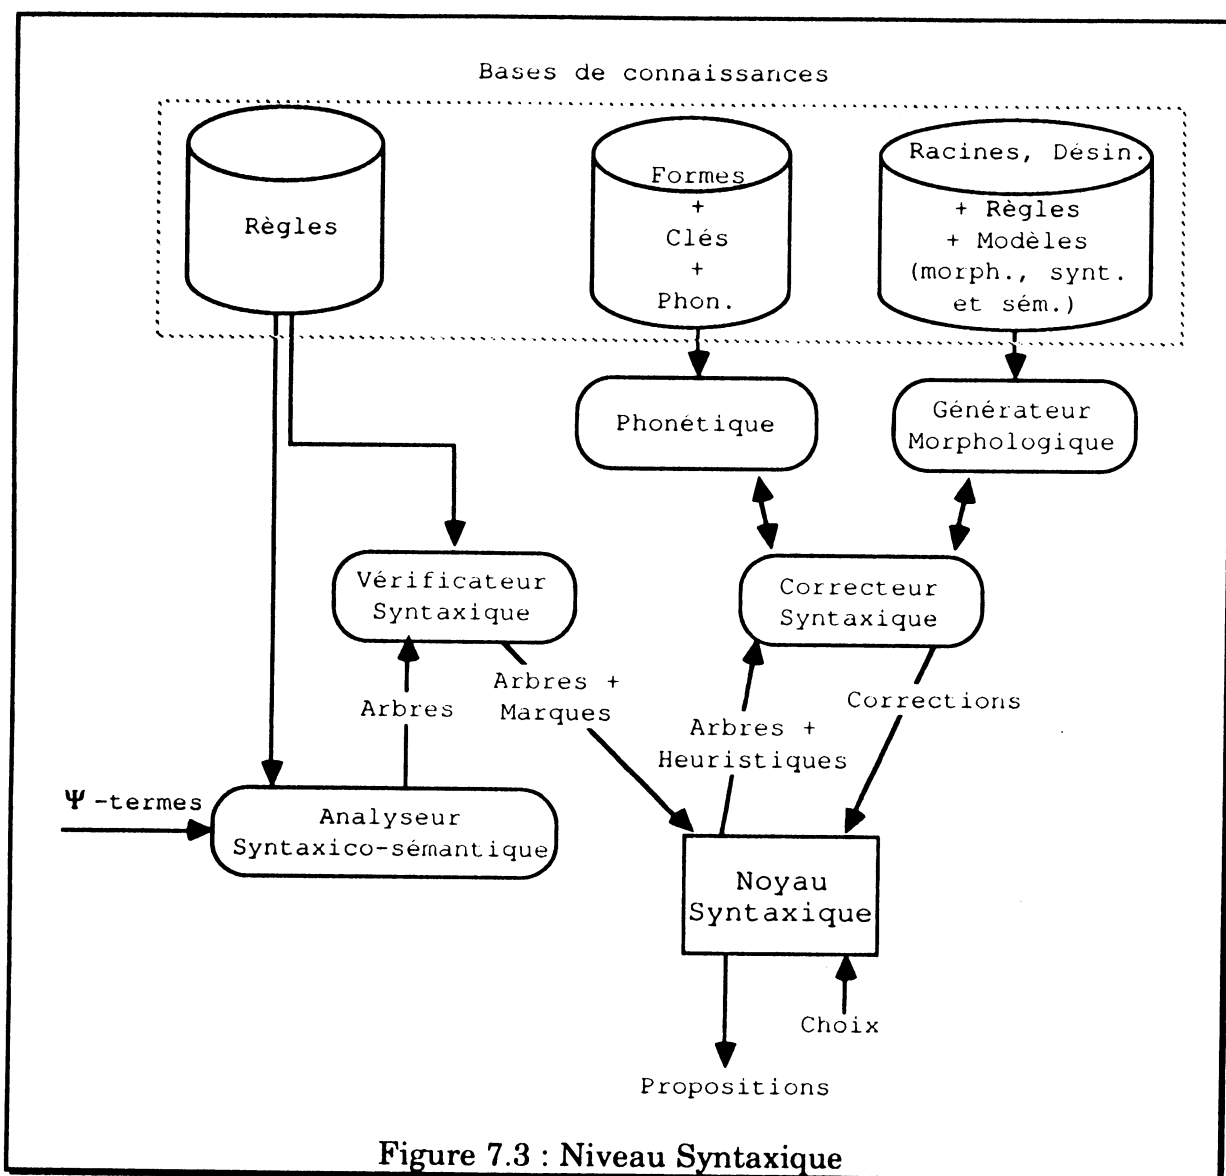 Bases de connaissances
Règles
Formes
+
Clés
+
Phon.
Racines, Désin.
+ Règles
+ Modèles
(morph., synt.
et sém.)
Phonétique
Générateur
Morphologique
Vérificateur
Syntaxique
Correcteur
Syntaxique
Arbres
Arbres +
Marques
Arbres +
Heuristiques
Corrections
Ψ-termes
Analyseur
Syntaxico-sémantique
Noyau
Syntaxique
Choix
Propositions
Figure 7.3 : Niveau Syntaxique